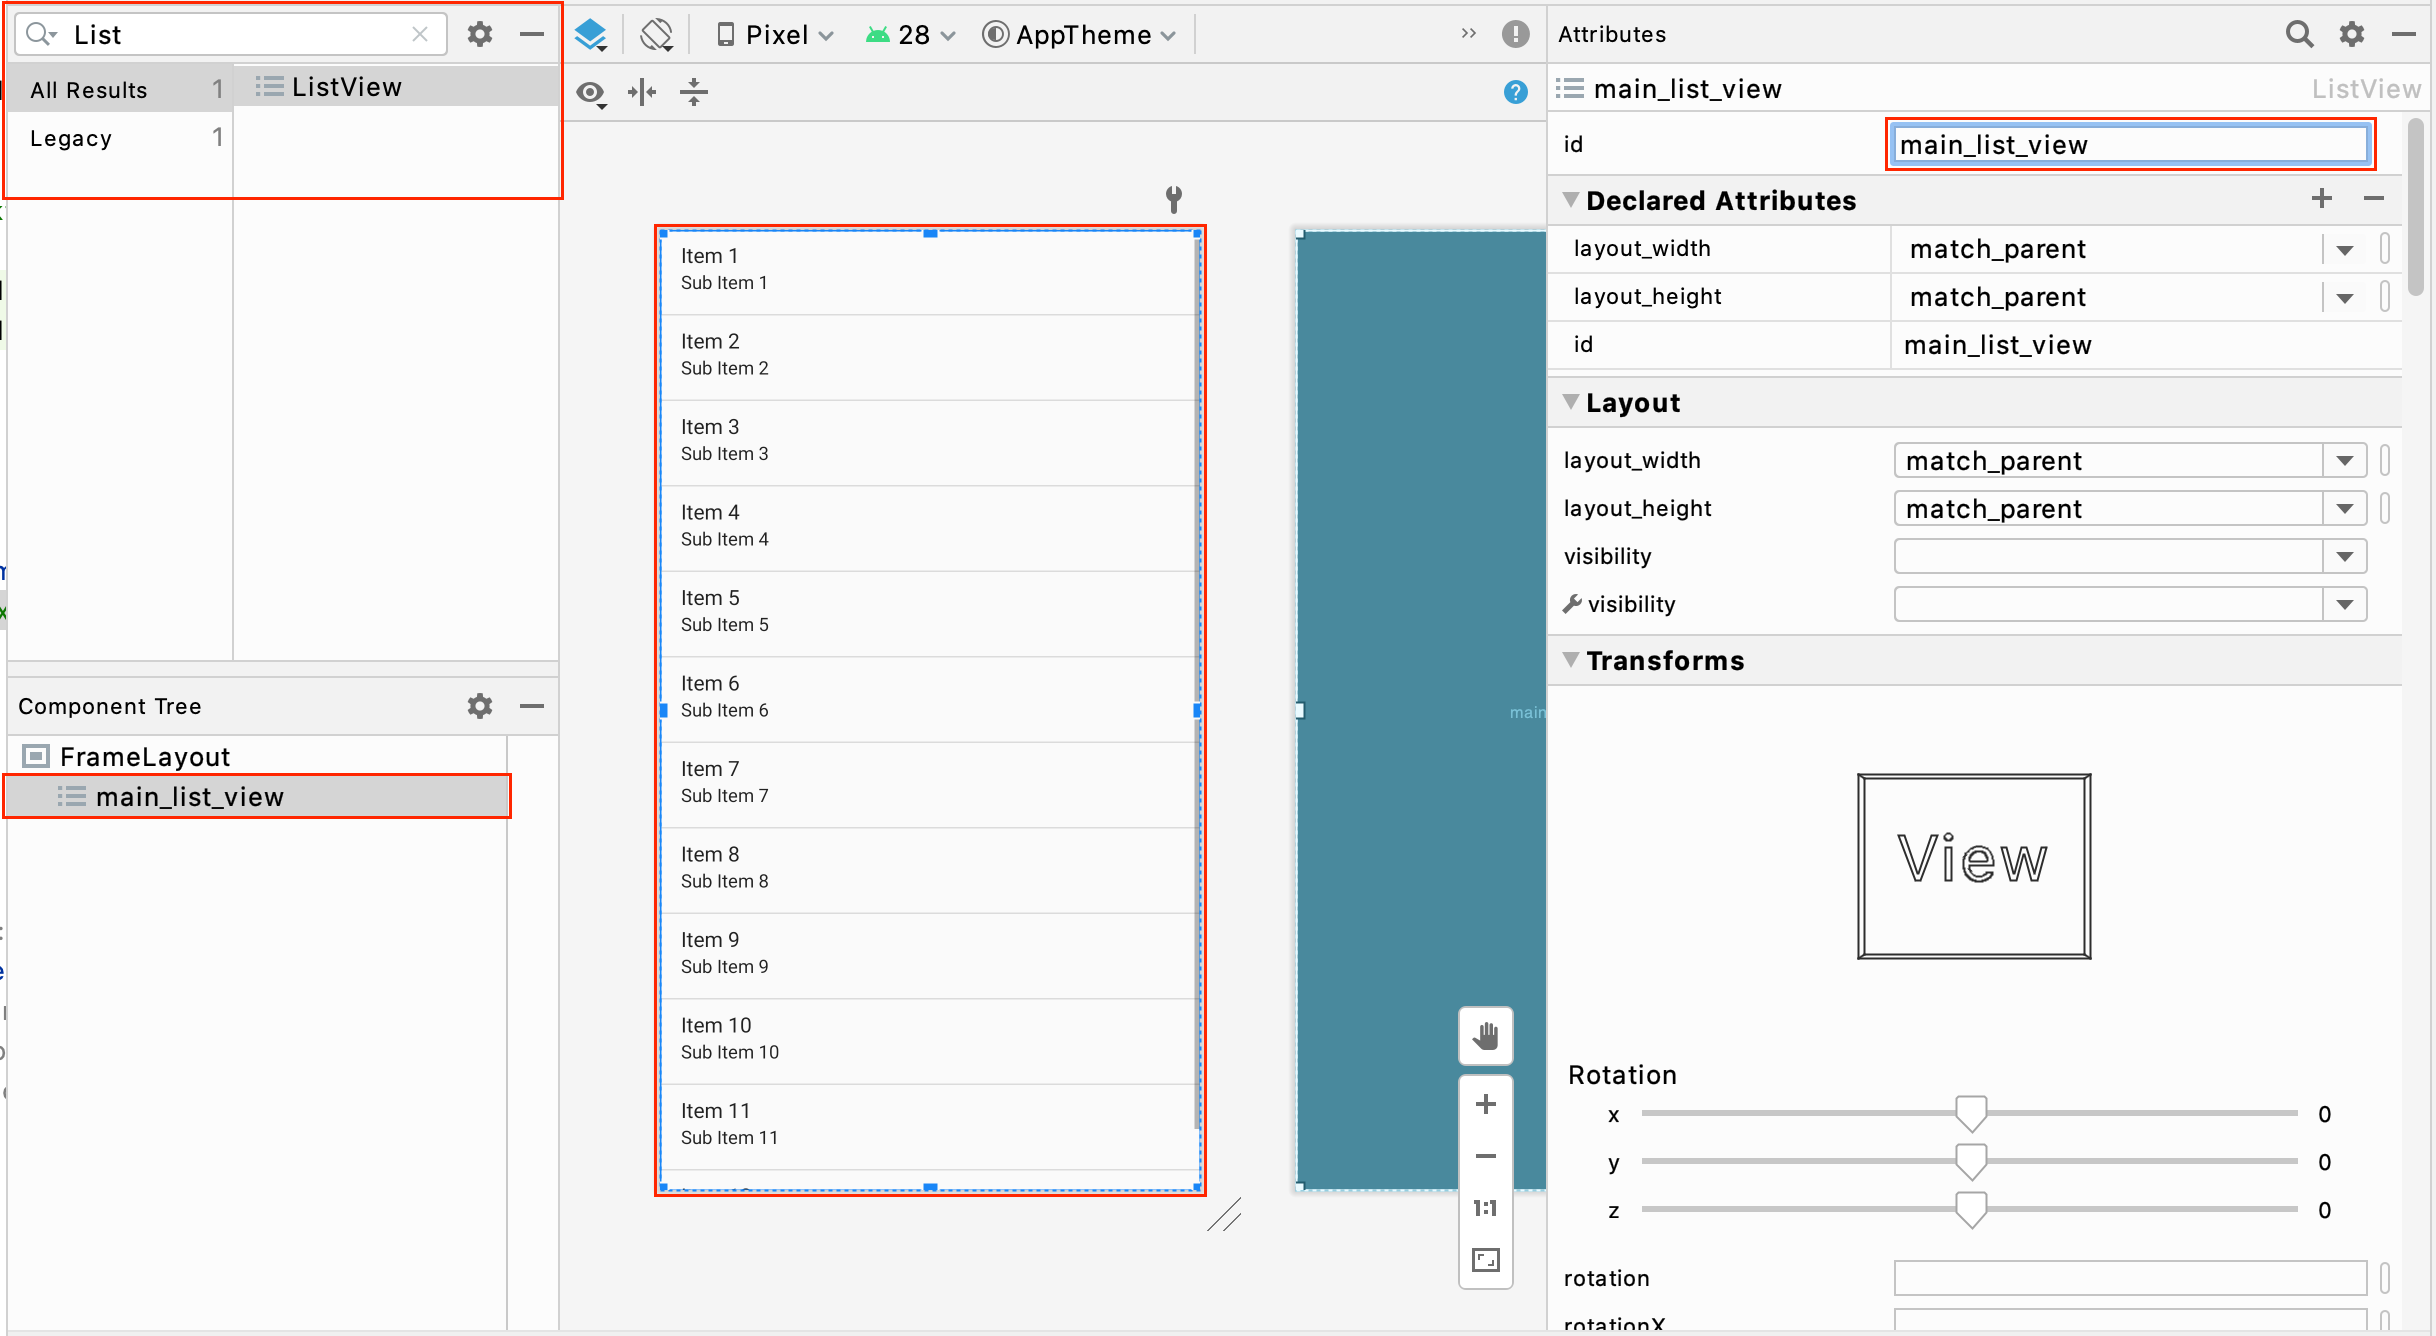 List
All Results 1
Legacy 1
ListView
Component Tree
FrameLayout
main_list_view
Pixel
28
AppTheme
Item 1
Sub Item 1
Item 2
Sub Item 2
Item 3
Sub Item 3
Item 4
Sub Item 4
Item 5
Sub Item 5
Item 6
Sub Item 6
Item 7
Sub Item 7
Item 8
Sub Item 8
Item 9
Sub Item 9
Item 10
Sub Item 10
Item 11
Sub Item 11
main
1:1
Attributes
main_list_view ListView
id main_list_view
Declared Attributes
layout_width match_parent
layout_height match_parent
id main_list_view
Layout
layout_width match_parent
layout_height match_parent
visibility
visibility
Transforms
View
Rotation
x 0
y 0
z 0
rotation
rotationX